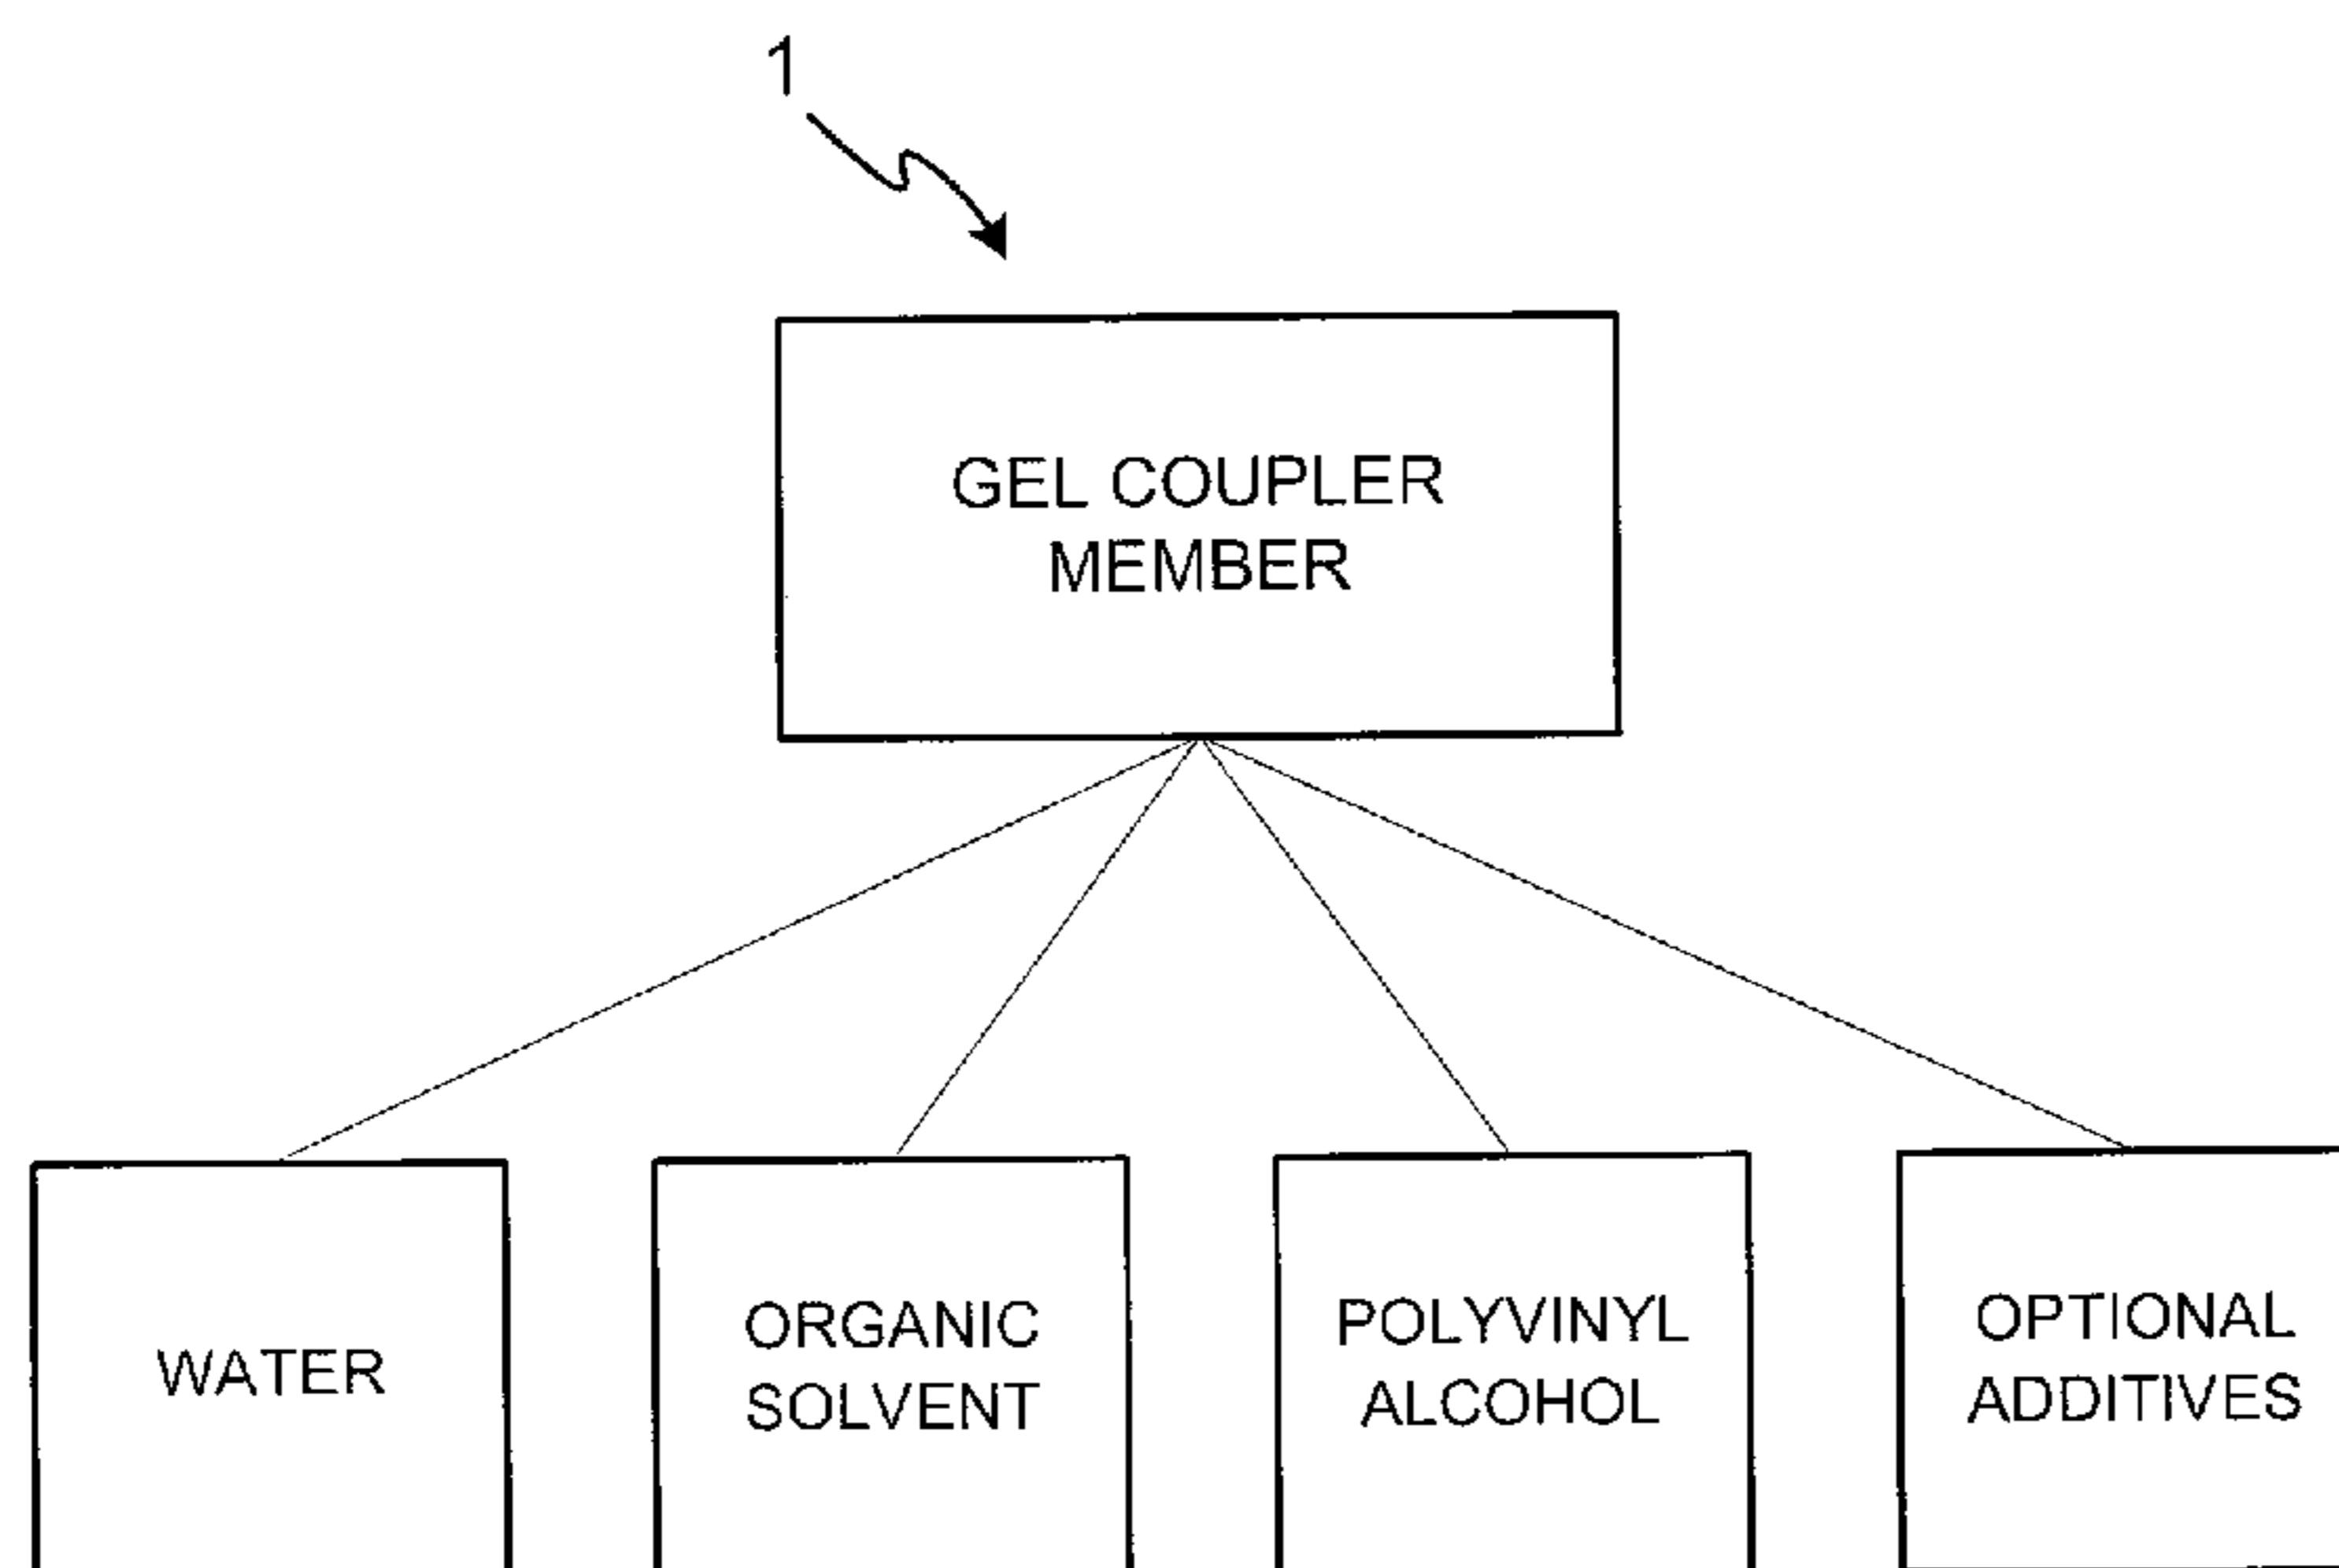 1
GEL COUPLER
MEMBER
WATER
ORGANIC
SOLVENT
POLYVINYL
ALCOHOL
OPTIONAL
ADDITIVES